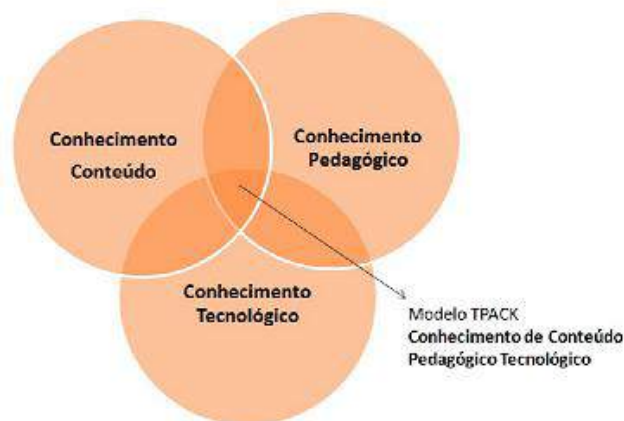 Conhecimento
Conteúdo
Conhecimento
Pedagógico
Conhecimento
Tecnológico
Modelo TPACK
Conhecimento de Conteúdo
Pedagógico Tecnológico